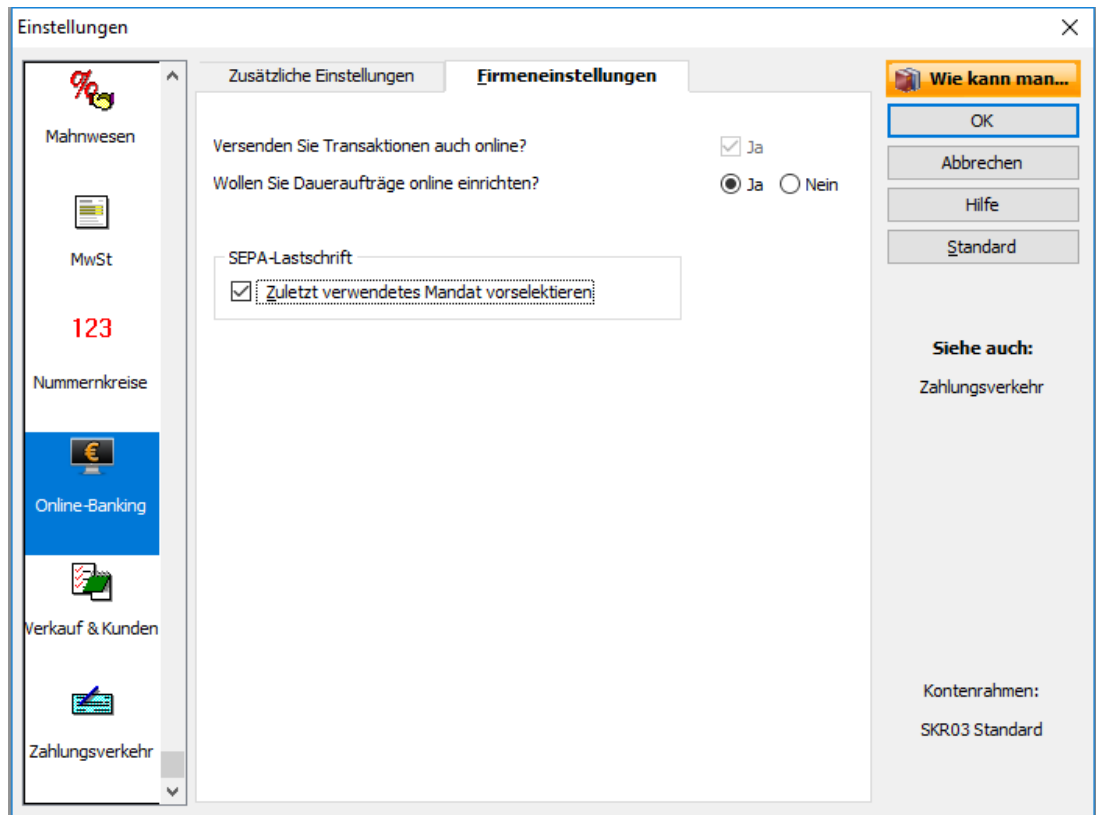 Einstellungen
Mahnwesen
MwSt
123
Nummernkreise
€
Online-Banking
Verkauf & Kunden
Zahlungsverkehr
Zusätzliche Einstellungen
Firmeneinstellungen
Versenden Sie Transaktionen auch online? Ja
Wollen Sie Daueraufträge online einrichten? Ja Nein
SEPA-Lastschrift
Zuletzt verwendetes Mandat vorselektieren
Wie kann man...
OK
Abbrechen
Hilfe
Standard
Siehe auch:
Zahlungsverkehr
Kontenrahmen:
SKR03 Standard